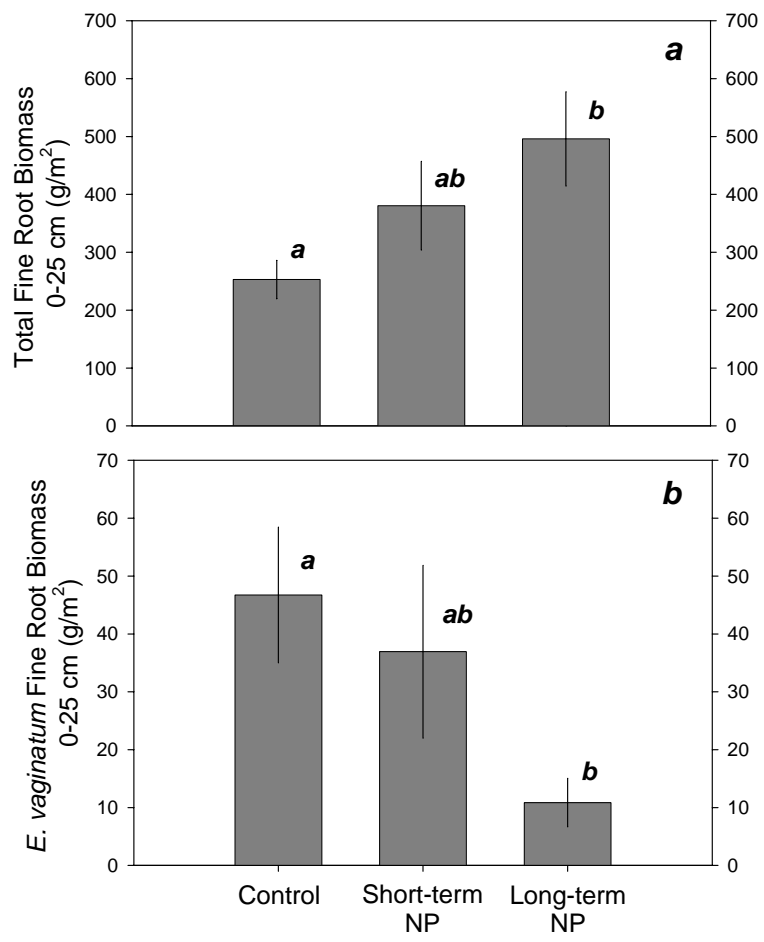 700
600
500
400
300
200
100
0
Total Fine Root Biomass
0-25 cm (g/m²)
a
ab
b
a
700
600
500
400
300
200
100
0
70
60
50
40
30
20
10
0
E. vaginatum Fine Root Biomass
0-25 cm (g/m²)
a
ab
b
b
70
60
50
40
30
20
10
0
Control
Short-term
NP
Long-term
NP